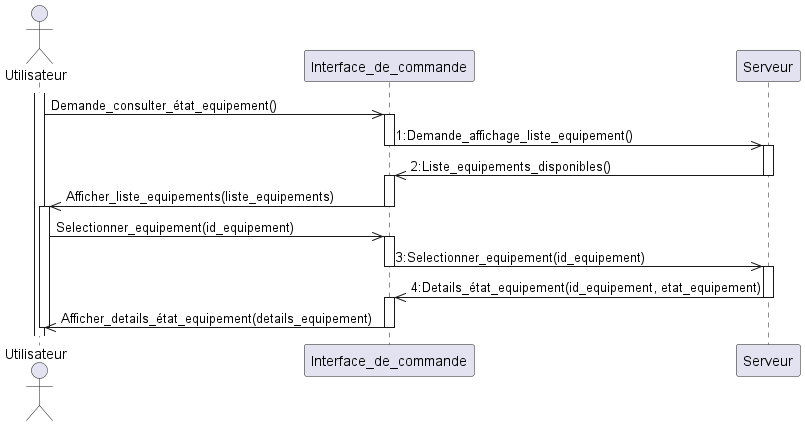 Utilisateur
Interface_de_commande
Serveur
Demande_consulter_état_equipement()
1:Demande_affichage_liste_equipement()
2:Liste_equipements_disponibles()
Afficher_liste_equipements(liste_equipements)
Selectionner_equipement(id_equipement)
3:Selectionner_equipement(id_equipement)
4:Details_état_equipement(id_equipement, etat_equipement)
Afficher_details_état_equipement(details_equipement)
Utilisateur
Interface_de_commande
Serveur